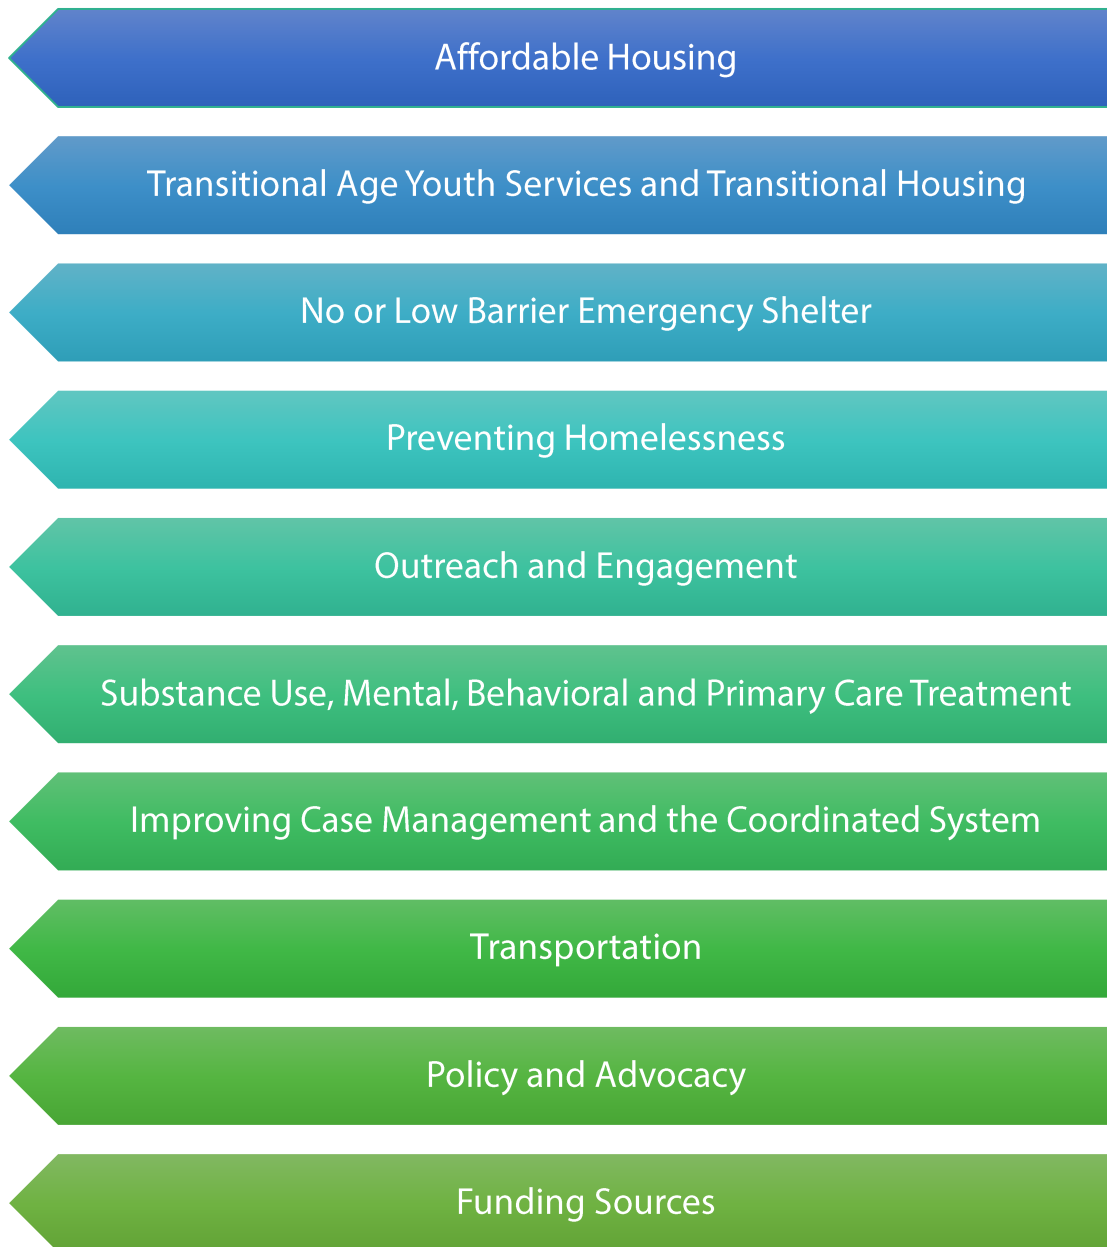 Affordable Housing
Transitional Age Youth Services and Transitional Housing
No or Low Barrier Emergency Shelter
Preventing Homelessness
Outreach and Engagement
Substance Use, Mental, Behavioral and Primary Care Treatment
Improving Case Management and the Coordinated System
Transportation
Policy and Advocacy
Funding Sources